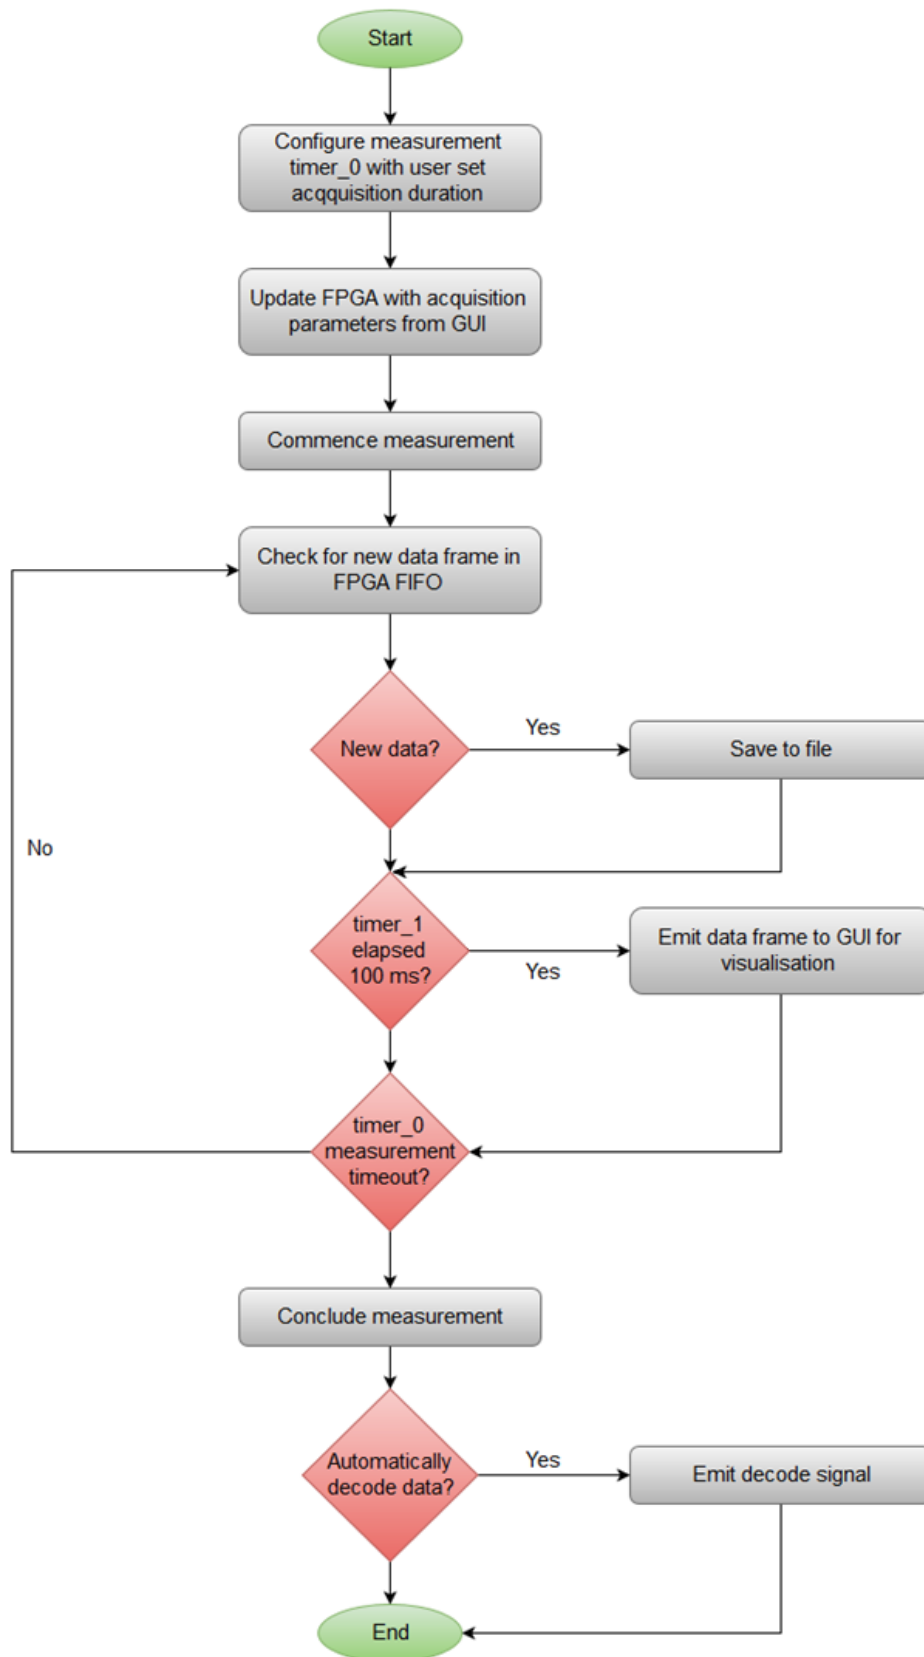 Start
Configure measurement
timer_0 with user set
acqquisition duration
Update FPGA with acquisition
parameters from GUI
Commence measurement
Check for new data frame in
FPGA FIFO
New data?
Yes
Save to file
No
timer_1
elapsed
100 ms?
Yes
Emit data frame to GUI for
visualisation
timer_0
measurement
timeout?
Conclude measurement
Automatically
decode data?
Yes
Emit decode signal
End